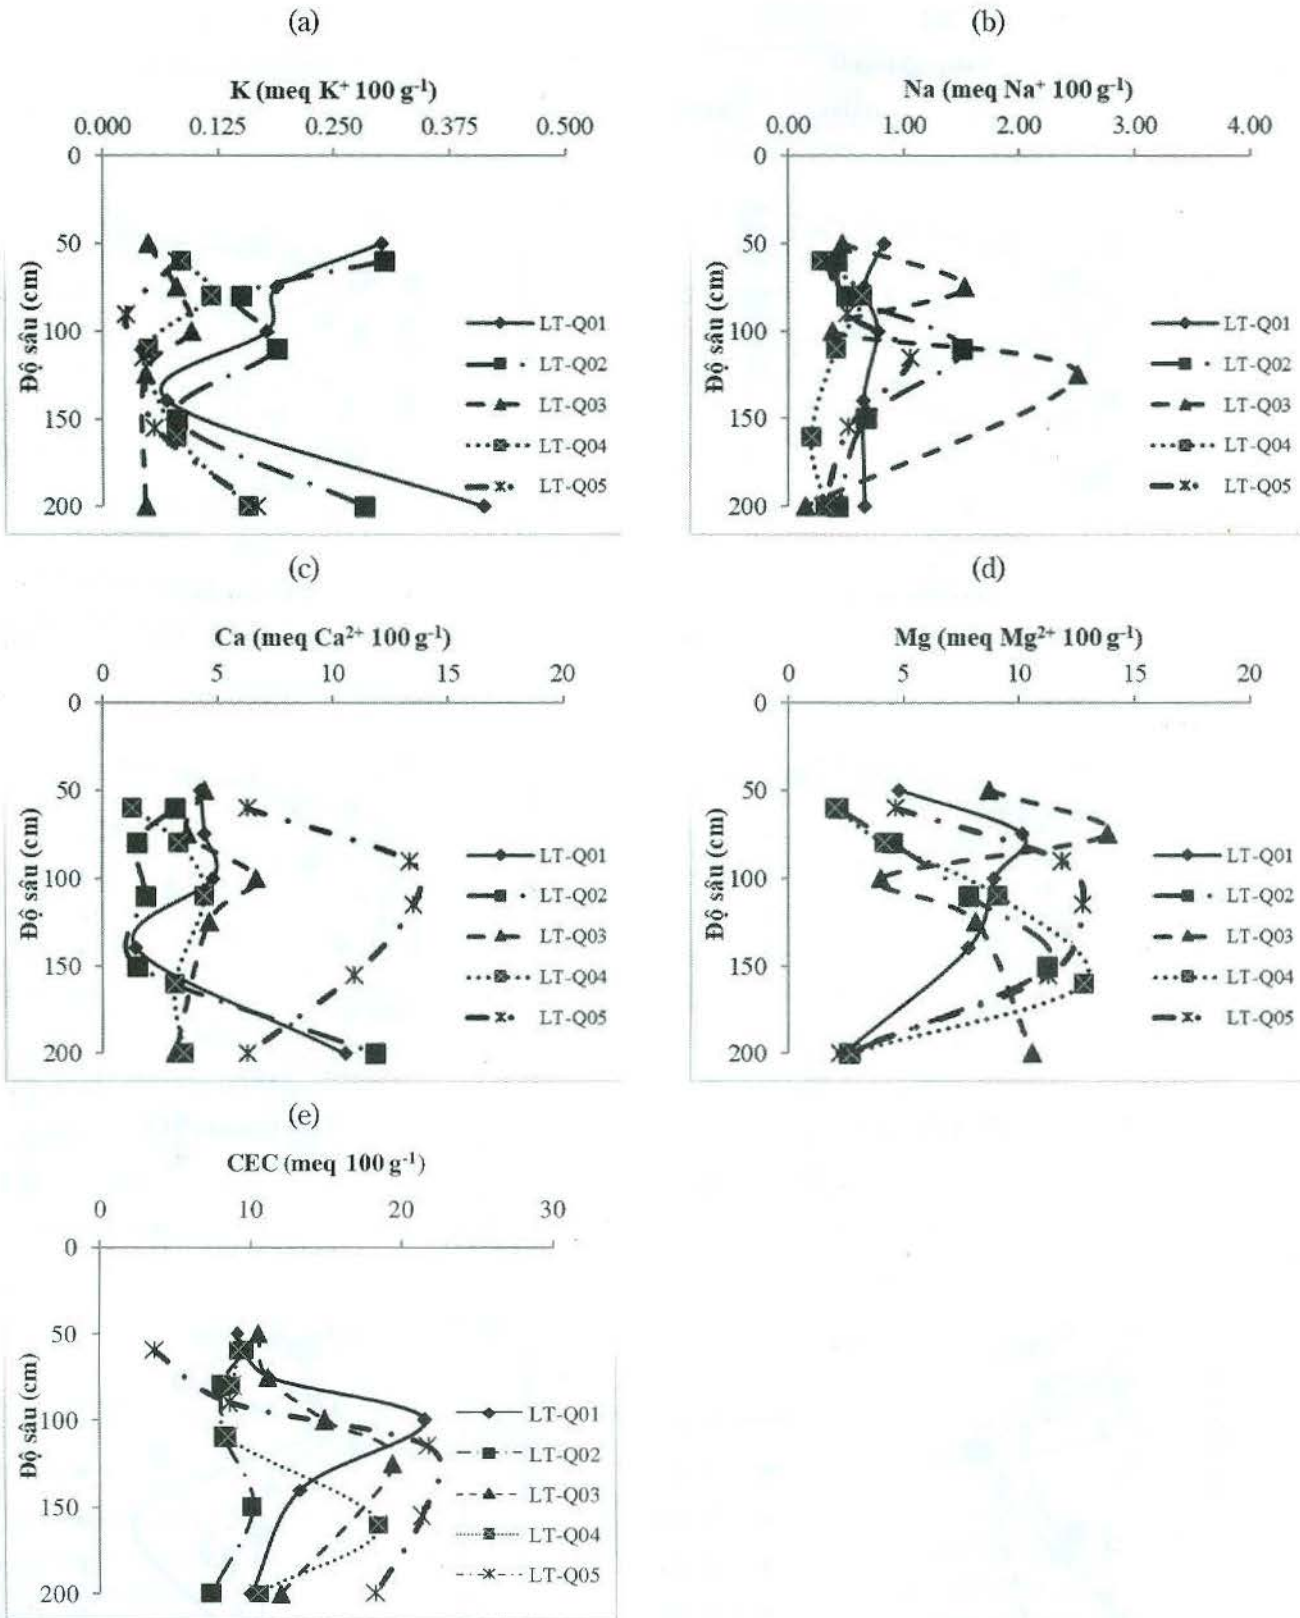 (a)
(b)
K (meq K⁺ 100 g⁻¹)
0.000 0.125 0.250 0.375 0.500
0
50
100
150
200
Độ sâu (cm)
LT-Q01
LT-Q02
LT-Q03
LT-Q04
LT-Q05
Na (meq Na⁺ 100 g⁻¹)
0.00 1.00 2.00 3.00 4.00
0
50
100
150
200
Độ sâu (cm)
LT-Q01
LT-Q02
LT-Q03
LT-Q04
LT-Q05
(c)
(d)
Ca (meq Ca²⁺ 100 g⁻¹)
0 5 10 15 20
0
50
100
150
200
Độ sâu (cm)
LT-Q01
LT-Q02
LT-Q03
LT-Q04
LT-Q05
Mg (meq Mg²⁺ 100 g⁻¹)
0 5 10 15 20
0
50
100
150
200
Độ sâu (cm)
LT-Q01
LT-Q02
LT-Q03
LT-Q04
LT-Q05
(e)
CEC (meq 100 g⁻¹)
0 10 20 30
0
50
100
150
200
Độ sâu (cm)
LT-Q01
LT-Q02
LT-Q03
LT-Q04
LT-Q05